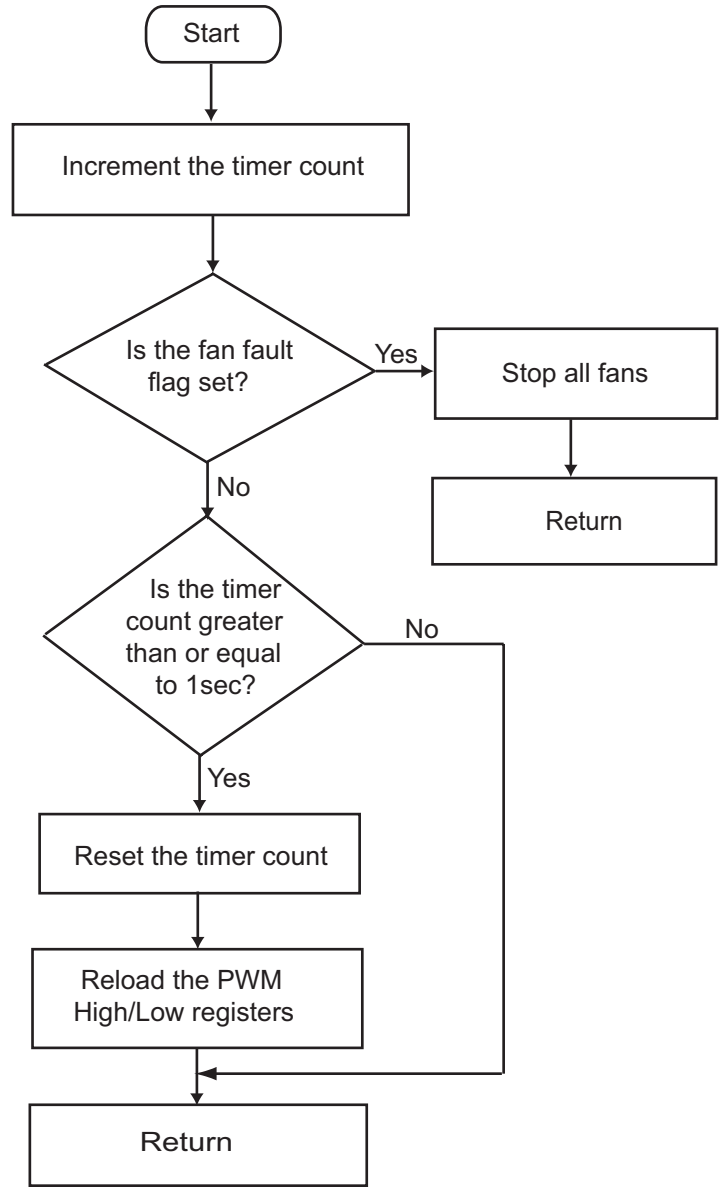 Start
Increment the timer count
Is the fan fault
flag set?
Yes
Stop all fans
Return
No
Is the timer
count greater
than or equal
to 1sec?
No
Yes
Reset the timer count
Reload the PWM
High/Low registers
Return